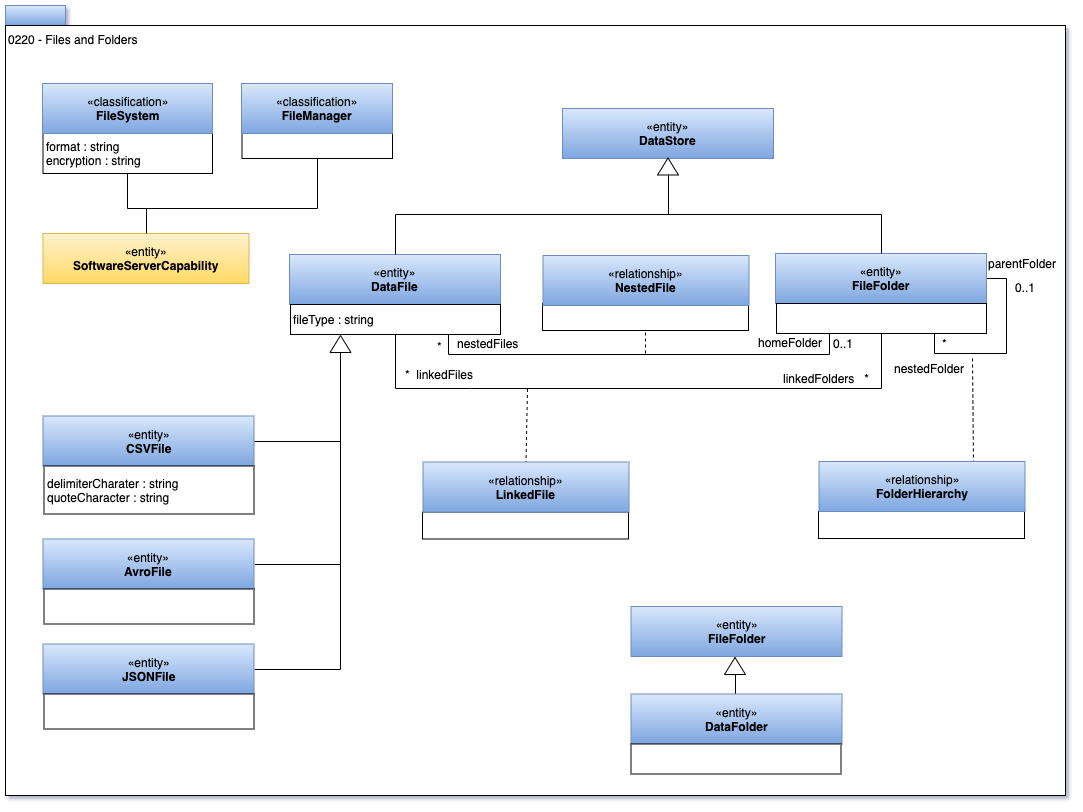 0220 - Files and Folders
«classification»
FileSystem
format : string
encryption : string
«classification»
FileManager
«entity»
DataStore
«entity»
SoftwareServerCapability
«entity»
DataFile
fileType : string
«relationship»
NestedFile
«entity»
FileFolder
parentFolder
0..1
* nestedFiles
homeFolder 0..1
*
nestedFolder
* linkedFiles
linkedFolders *
«entity»
CSVFile
delimiterCharater : string
quoteCharacter : string
«relationship»
LinkedFile
«relationship»
FolderHierarchy
«entity»
AvroFile
«entity»
JSONFile
«entity»
FileFolder
«entity»
DataFolder